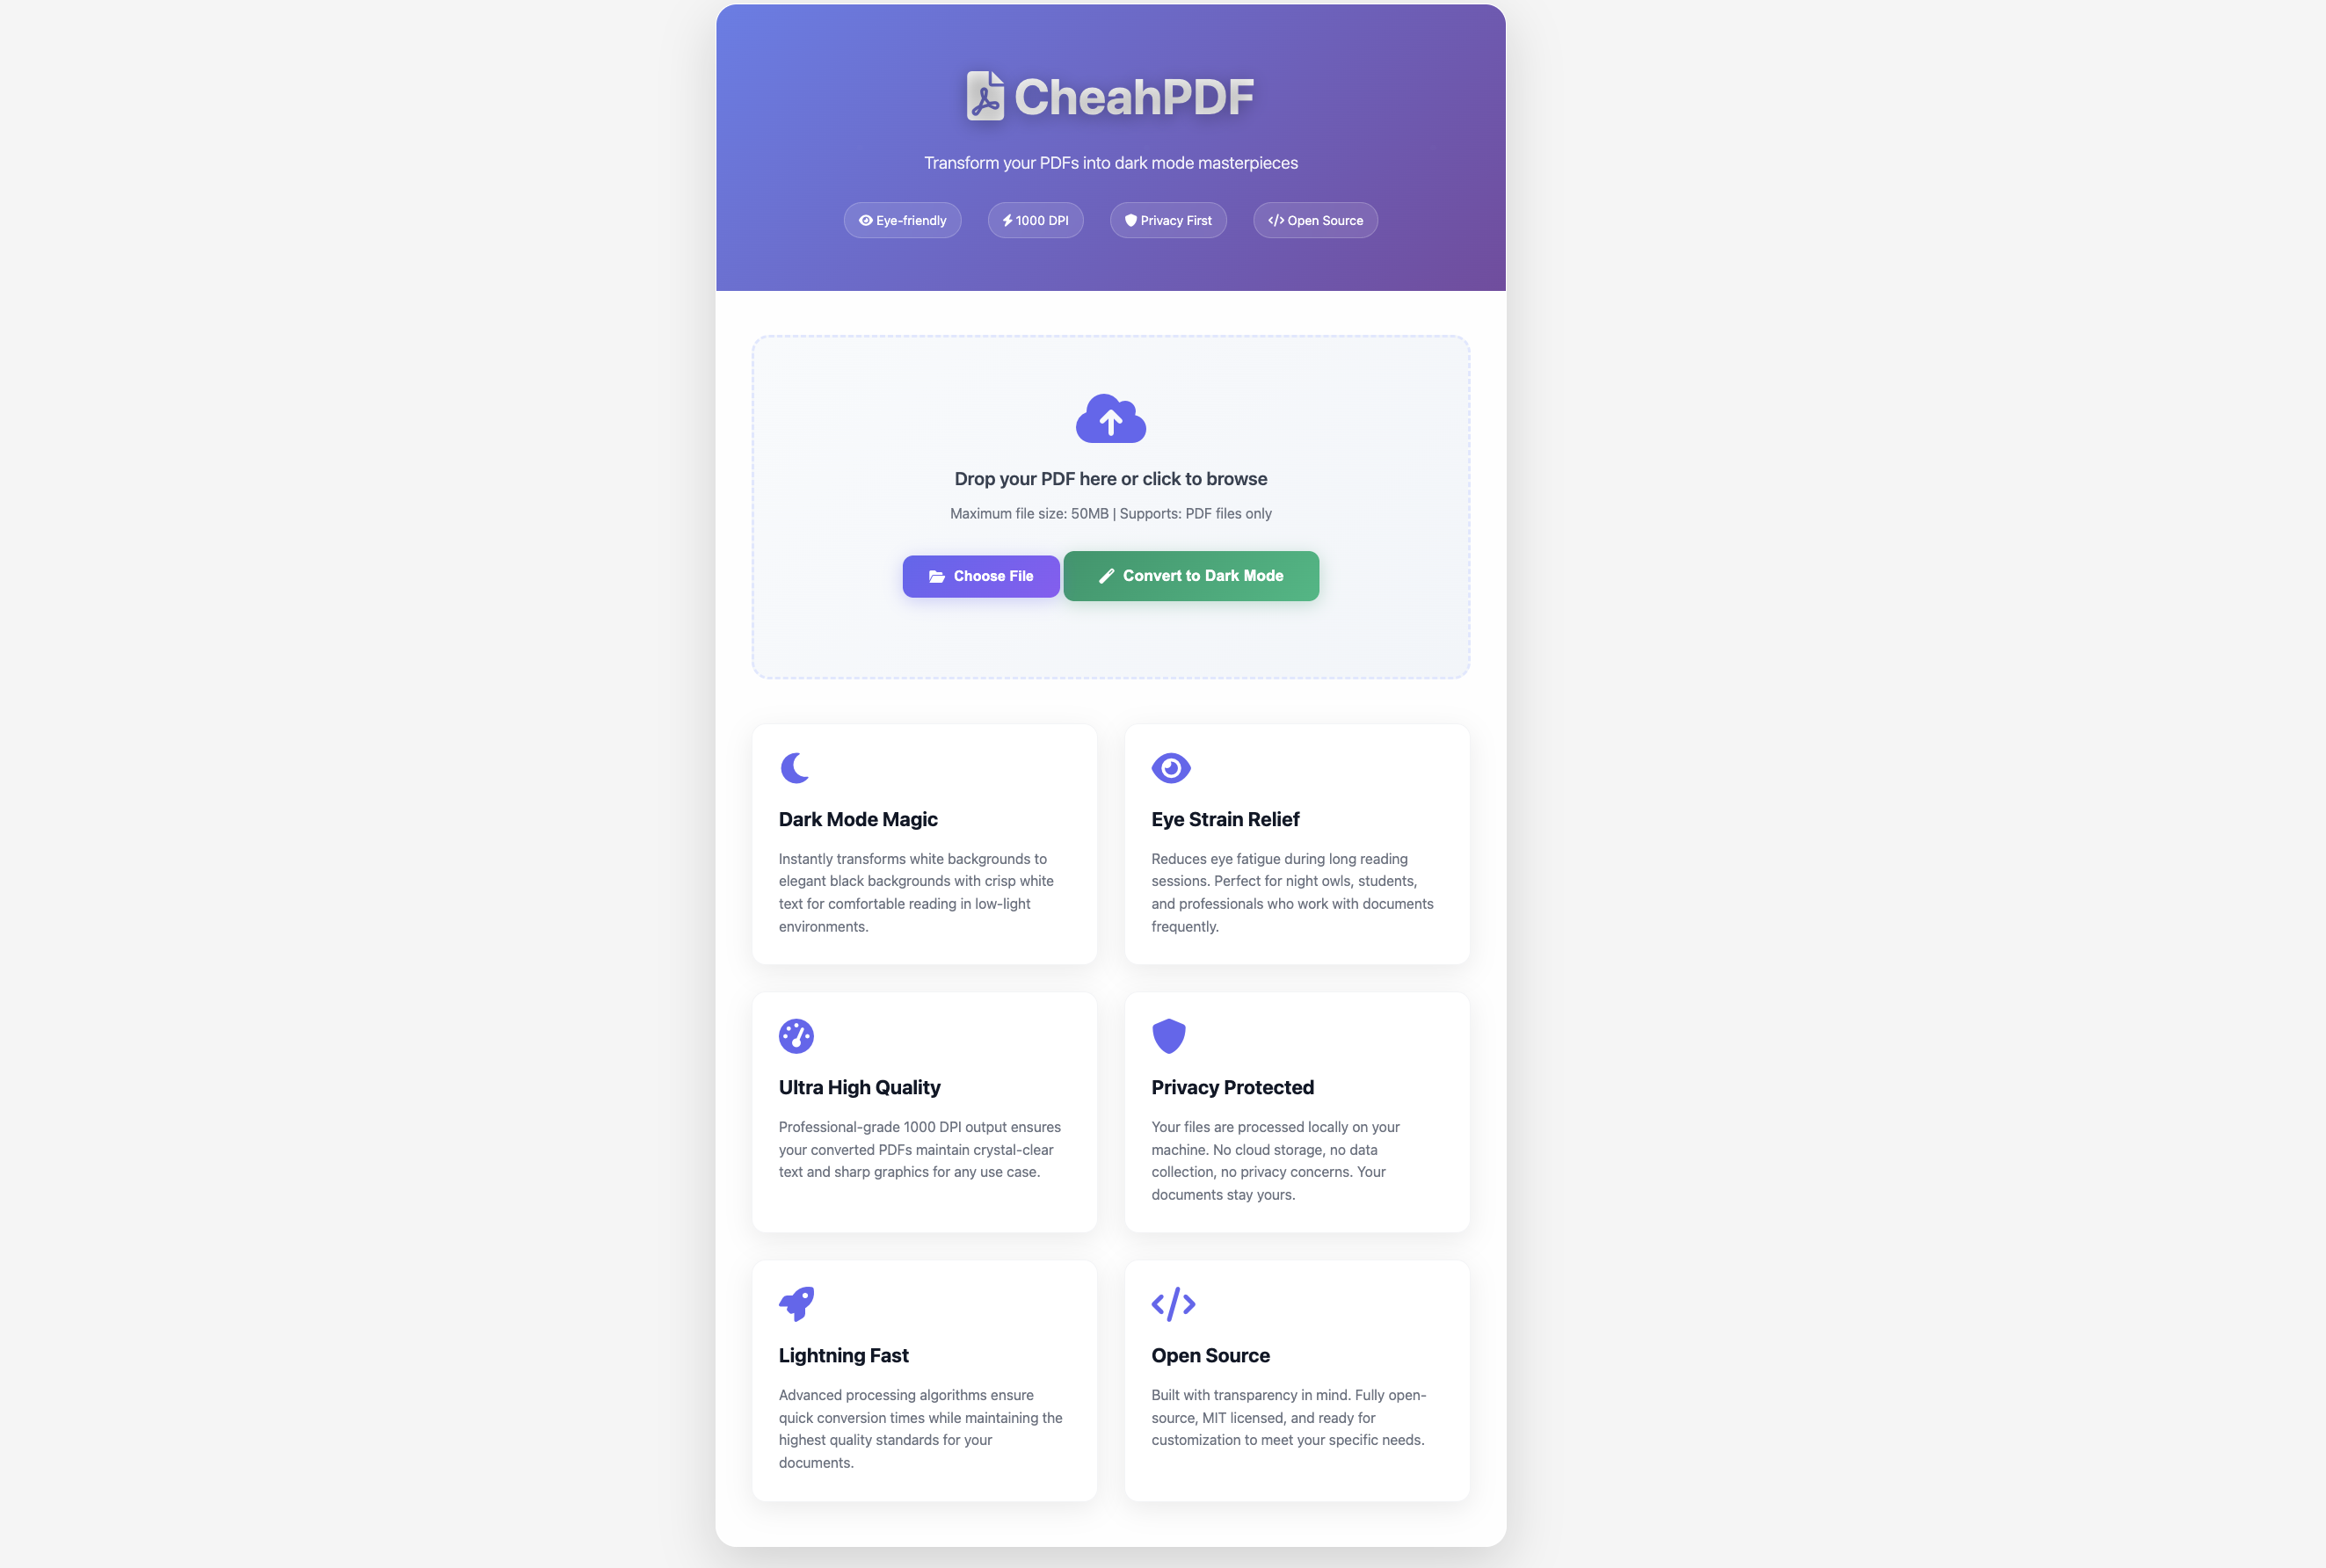 CheahPDF
Transform your PDFs into dark mode masterpieces
Eye-friendly
1000 DPI
Privacy First
Open Source
Drop your PDF here or click to browse
Maximum file size: 50MB | Supports: PDF files only
Choose File
Convert to Dark Mode
Dark Mode Magic
Instantly transforms white backgrounds to
elegant black backgrounds with crisp white
text for comfortable reading in low-light
environments.
Eye Strain Relief
Reduces eye fatigue during long reading
sessions. Perfect for night owls, students,
and professionals who work with documents
frequently.
Ultra High Quality
Professional-grade 1000 DPI output ensures
your converted PDFs maintain crystal-clear
text and sharp graphics for any use case.
Privacy Protected
Your files are processed locally on your
machine. No cloud storage, no data
collection, no privacy concerns. Your
documents stay yours.
Lightning Fast
Advanced processing algorithms ensure
quick conversion times while maintaining the
highest quality standards for your
documents.
Open Source
Built with transparency in mind. Fully open-
source, MIT licensed, and ready for
customization to meet your specific needs.